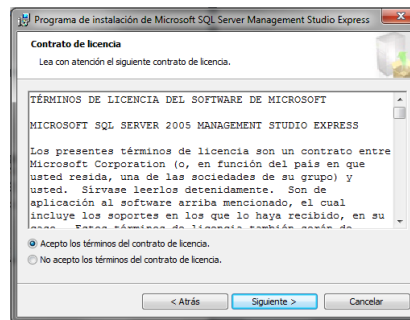 Programa de instalación de Microsoft SQL Server Management Studio Express
Contrato de licencia
Lea con atención el siguiente contrato de licencia.
TÉRMINOS DE LICENCIA DEL SOFTWARE DE MICROSOFT
MICROSOFT SQL SERVER 2005 MANAGEMENT STUDIO EXPRESS
Los presentes términos de licencia son un contrato entre
Microsoft Corporation (o, en función del país en que
usted resida, una de las sociedades de su grupo) y
usted. Sírvase leerlos detenidamente. Son de
aplicación al software arriba mencionado, el cual
incluye los soportes en los que lo haya recibido, en su
Acepto los términos del contrato de licencia.
No acepto los términos del contrato de licencia.
< Atrás
Siguiente >
Cancelar